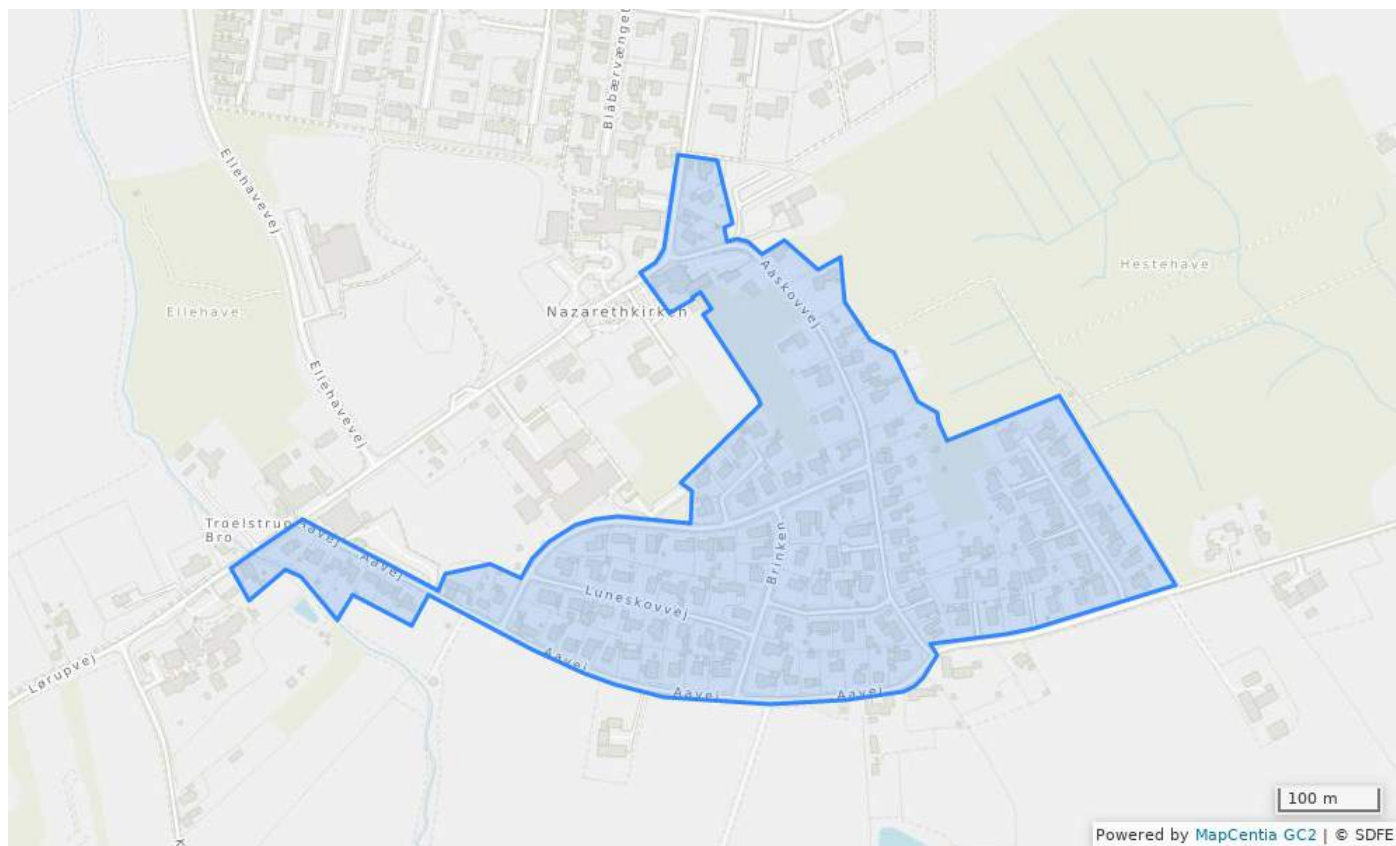 Blåbærvænget
Ellehavevej
Aaskovvej
Hestehave
Ellehave
Nazarethkirken
Ellehavevej
Troelstrup
Bro
Aavej
Aavej
Brinken
Luneskovvej
Aavej
Lørupvej
Aavej
Aavej
K
100 m
Powered by MapCentia GC2 | © SDFE